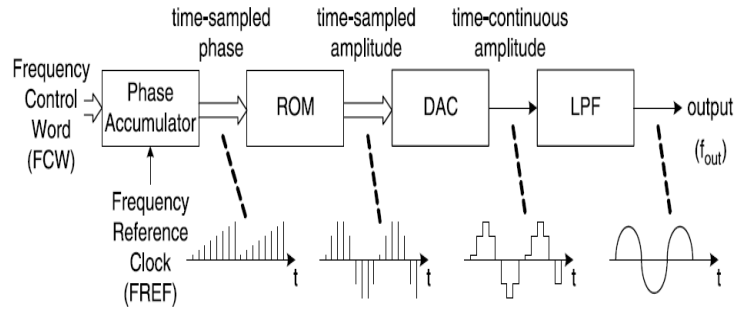 time-sampled
phase
time-sampled
amplitude
time-continuous
amplitude
Frequency
Control
Word
(FCW)
Phase
Accumulator
ROM
DAC
LPF
output
(f_out)
Frequency
Reference
Clock
(FREF)
t
t
t
t